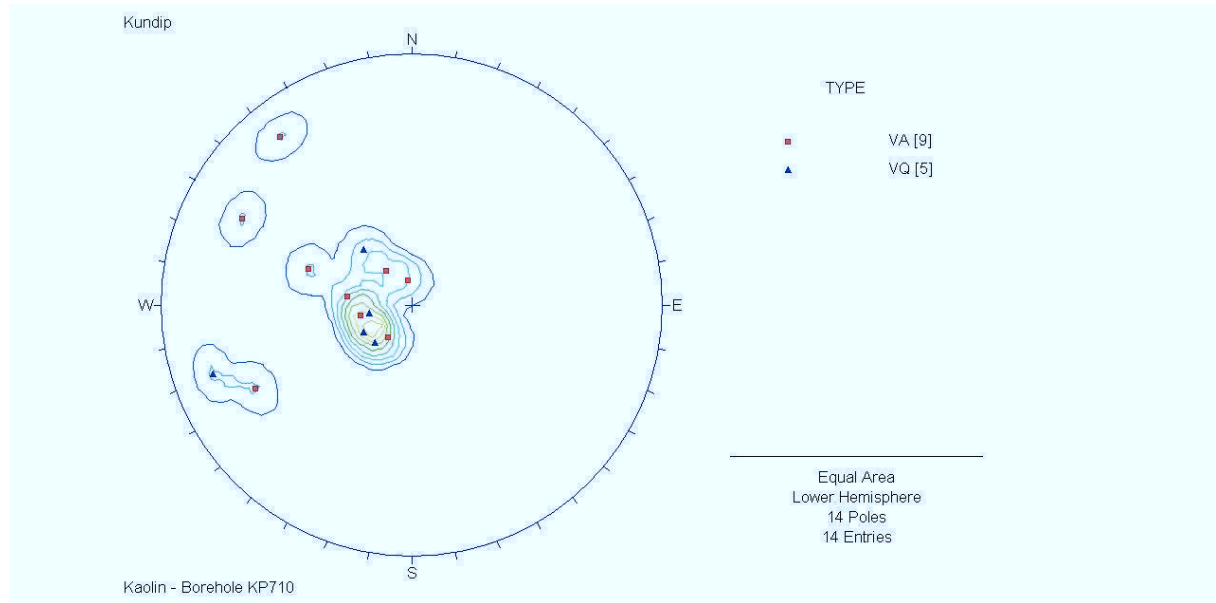 Kundip
N
TYPE
VA [9]
VQ [5]
W
E
Equal Area
Lower Hemisphere
14 Poles
14 Entries
S
Kaolin - Borehole KP710